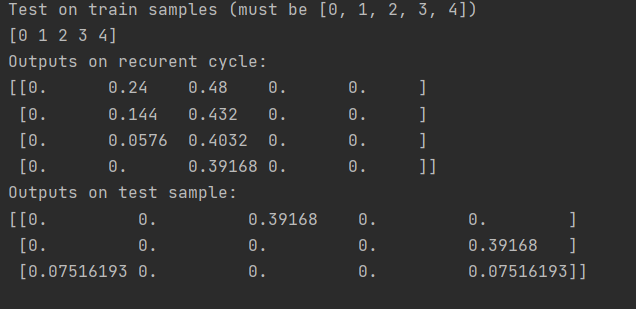 Test on train samples (must be [0, 1, 2, 3, 4])
[0 1 2 3 4]
Outputs on recurent cycle:
[[0.      0.24    0.48    0.      0.     ]
 [0.      0.144   0.432   0.      0.     ]
 [0.      0.0576  0.4032  0.      0.     ]
 [0.      0.      0.39168 0.      0.     ]]
Outputs on test sample:
[[0.         0.         0.39168    0.         0.        ]
 [0.         0.         0.         0.         0.39168   ]
 [0.07516193 0.         0.         0.         0.07516193]]